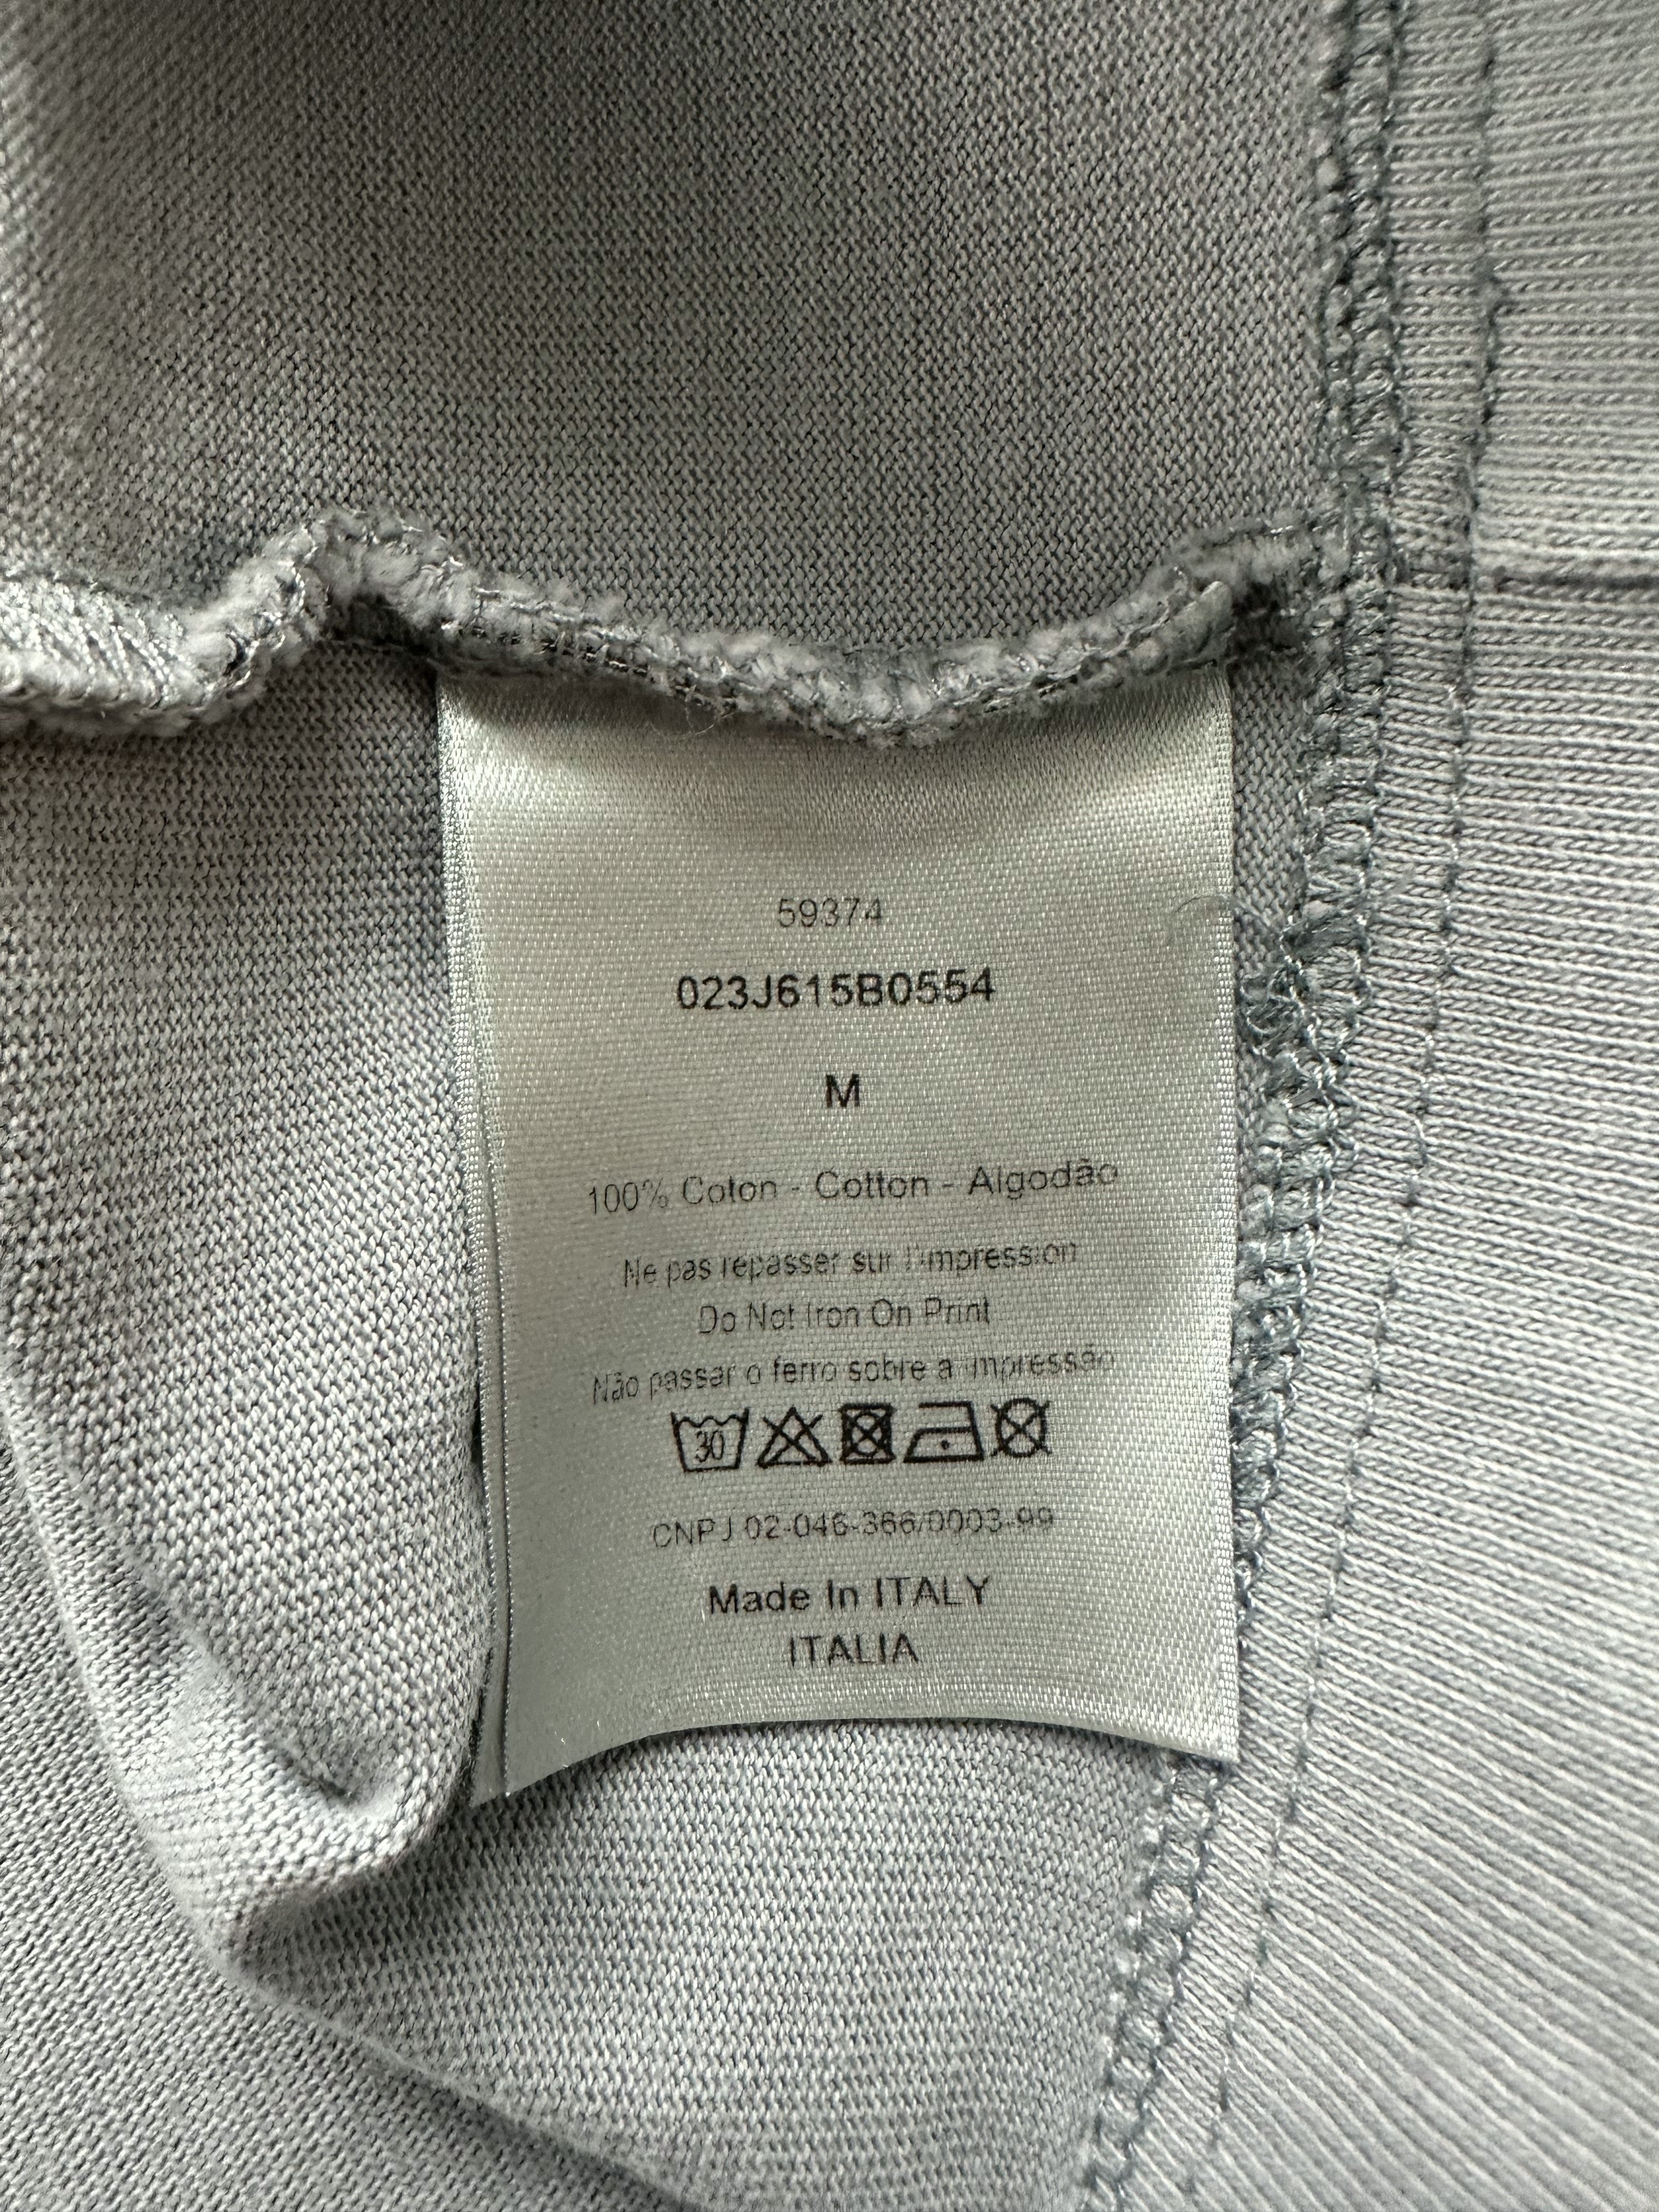 59374
023J615B0554
M
100% Coton - Cotton - Algodão
Ne pas repasser sur l'impression
Do Not Iron On Print
Não passar o ferro sobre a impressão
30
CNPJ 02-046-366/0003-99
Made In ITALY
ITALIA